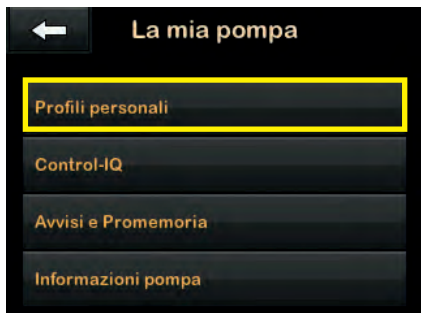 La mia pompa
Profili personali
Control-IQ
Avvisi e Promemoria
Informazioni pompa